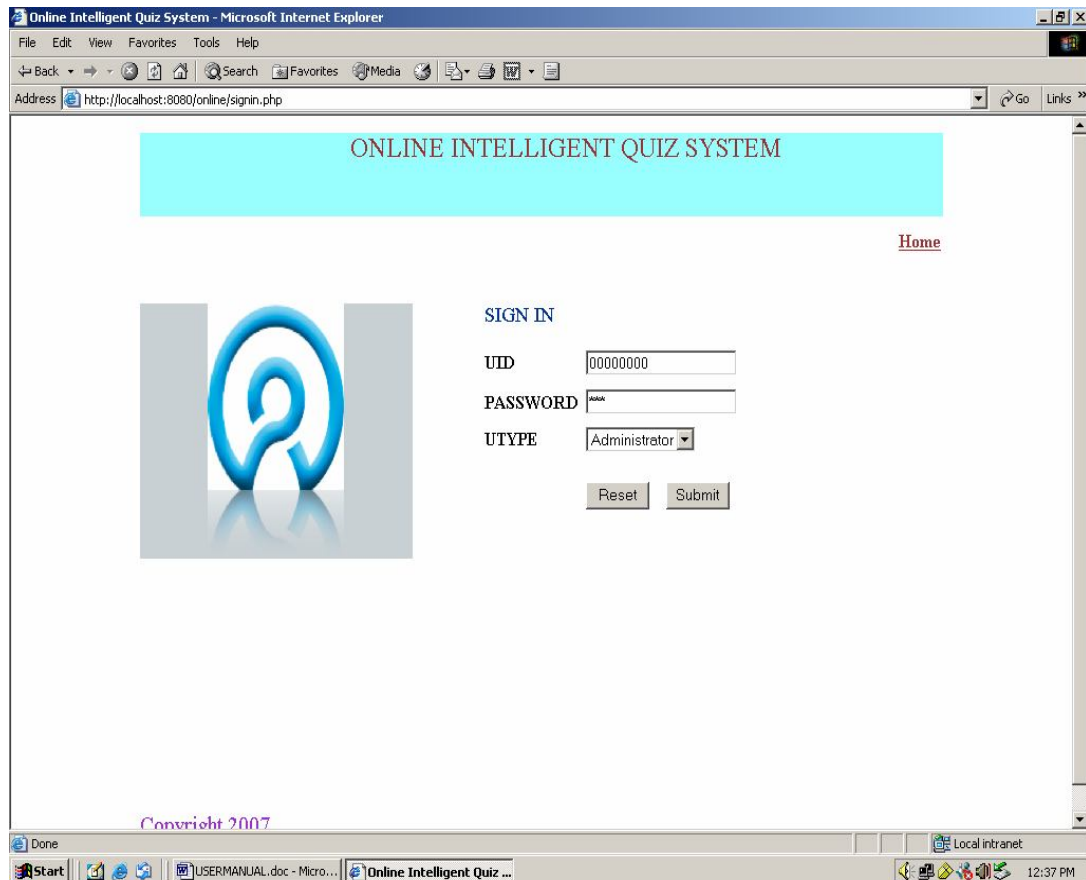 Online Intelligent Quiz System - Microsoft Internet Explorer
File Edit View Favorites Tools Help
Back Search Favorites Media
Address http://localhost:8080/online/signin.php Go Links »
ONLINE INTELLIGENT QUIZ SYSTEM
Home
SIGN IN
UID 00000000
PASSWORD ****
UTYPE Administrator
Reset Submit
Copyright 2007
Done Local intranet
Start USERMANUAL.doc - Micro... Online Intelligent Quiz ... 12:37 PM